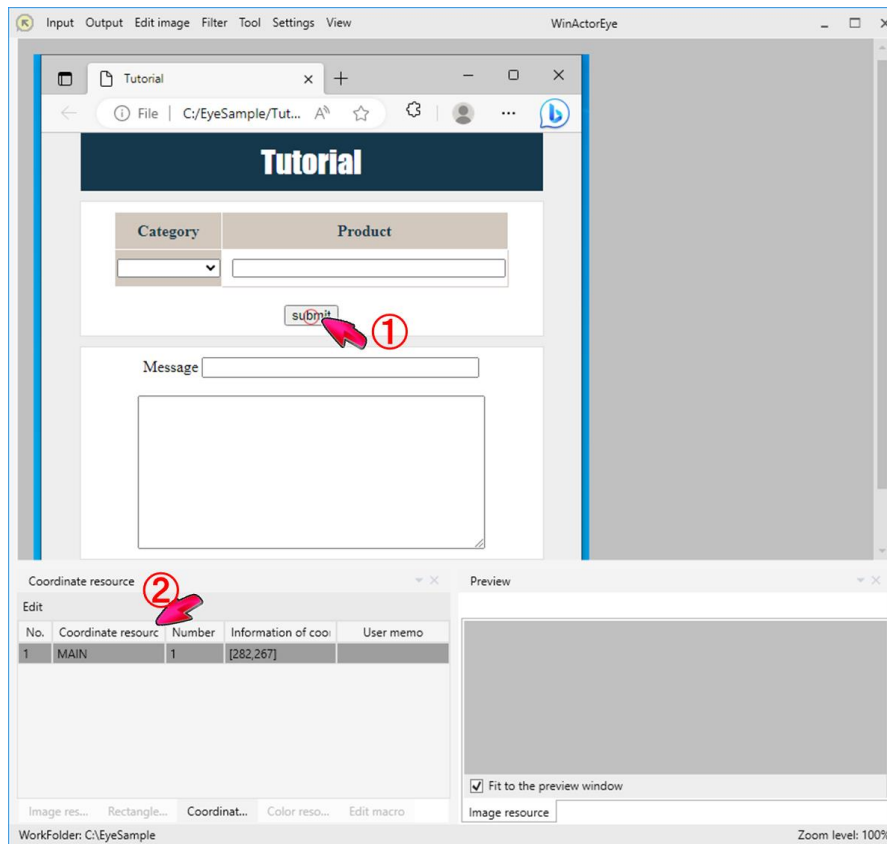 Input Output Edit image Filter Tool Settings View WinActorEye
Tutorial
File C:/EyeSample/Tut...
Tutorial
Category Product
submit
①
Message
Coordinate resource
②
Preview
Edit
No. Coordinate resourc Number Information of coor User memo
1 MAIN 1 [282,267]
Fit to the preview window
Image res... Rectangle... Coordinat... Color reso... Edit macro
Image resource
WorkFolder: C:\EyeSample Zoom level: 100%